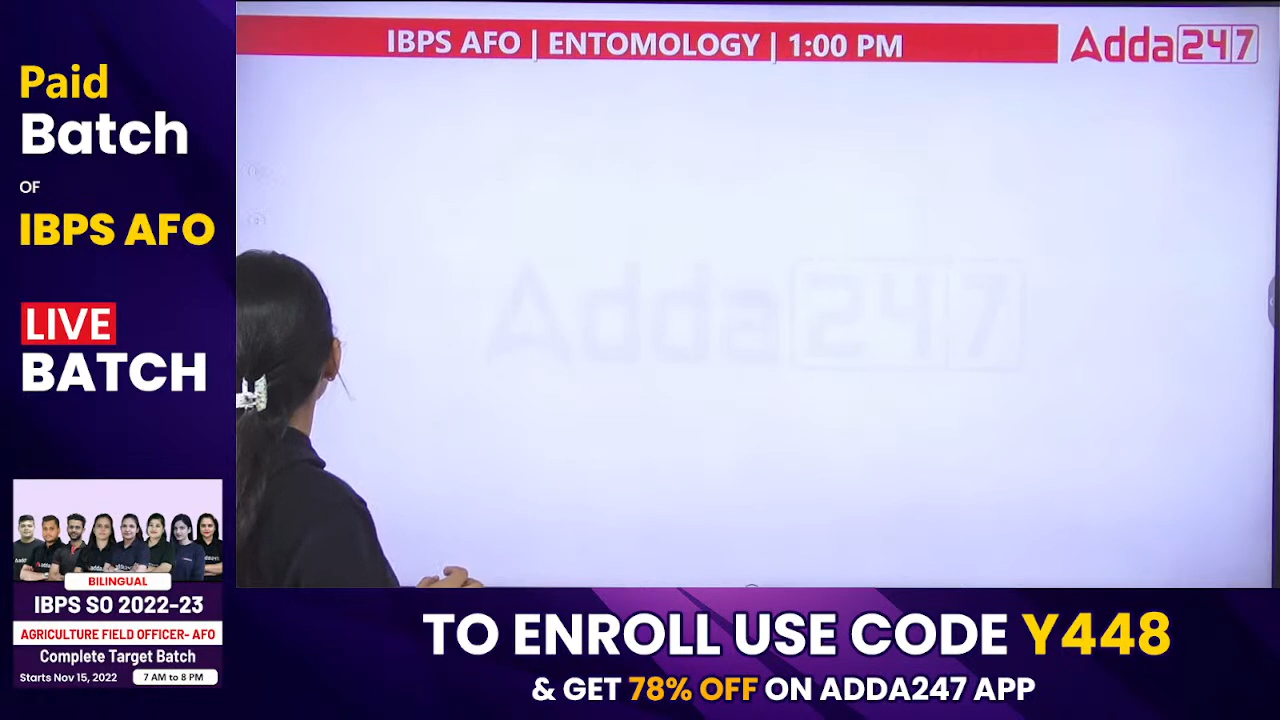 Paid
Batch
OF
IBPS AFO
LIVE
BATCH
BILINGUAL
IBPS SO 2022-23
AGRICULTURE FIELD OFFICER- AFO
Complete Target Batch
Starts Nov 15, 2022
7 AM to 8 PM
IBPS AFO | ENTOMOLOGY | 1:00 PM
Adda247
Adda247
TO ENROLL USE CODE Y448
& GET 78% OFF ON ADDA247 APP